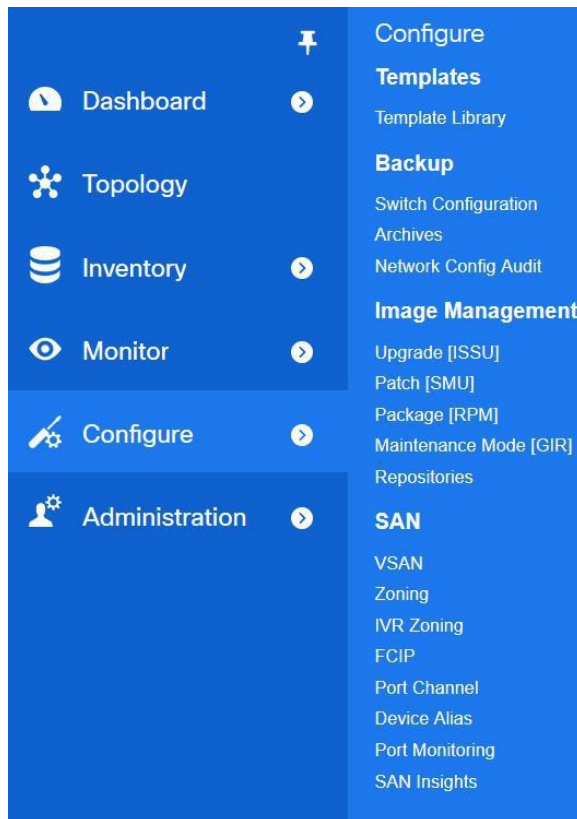 Dashboard
Topology
Inventory
Monitor
Configure
Administration
Configure
Templates
Template Library
Backup
Switch Configuration
Archives
Network Config Audit
Image Management
Upgrade [ISSU]
Patch [SMU]
Package [RPM]
Maintenance Mode [GIR]
Repositories
SAN
VSAN
Zoning
IVR Zoning
FCIP
Port Channel
Device Alias
Port Monitoring
SAN Insights